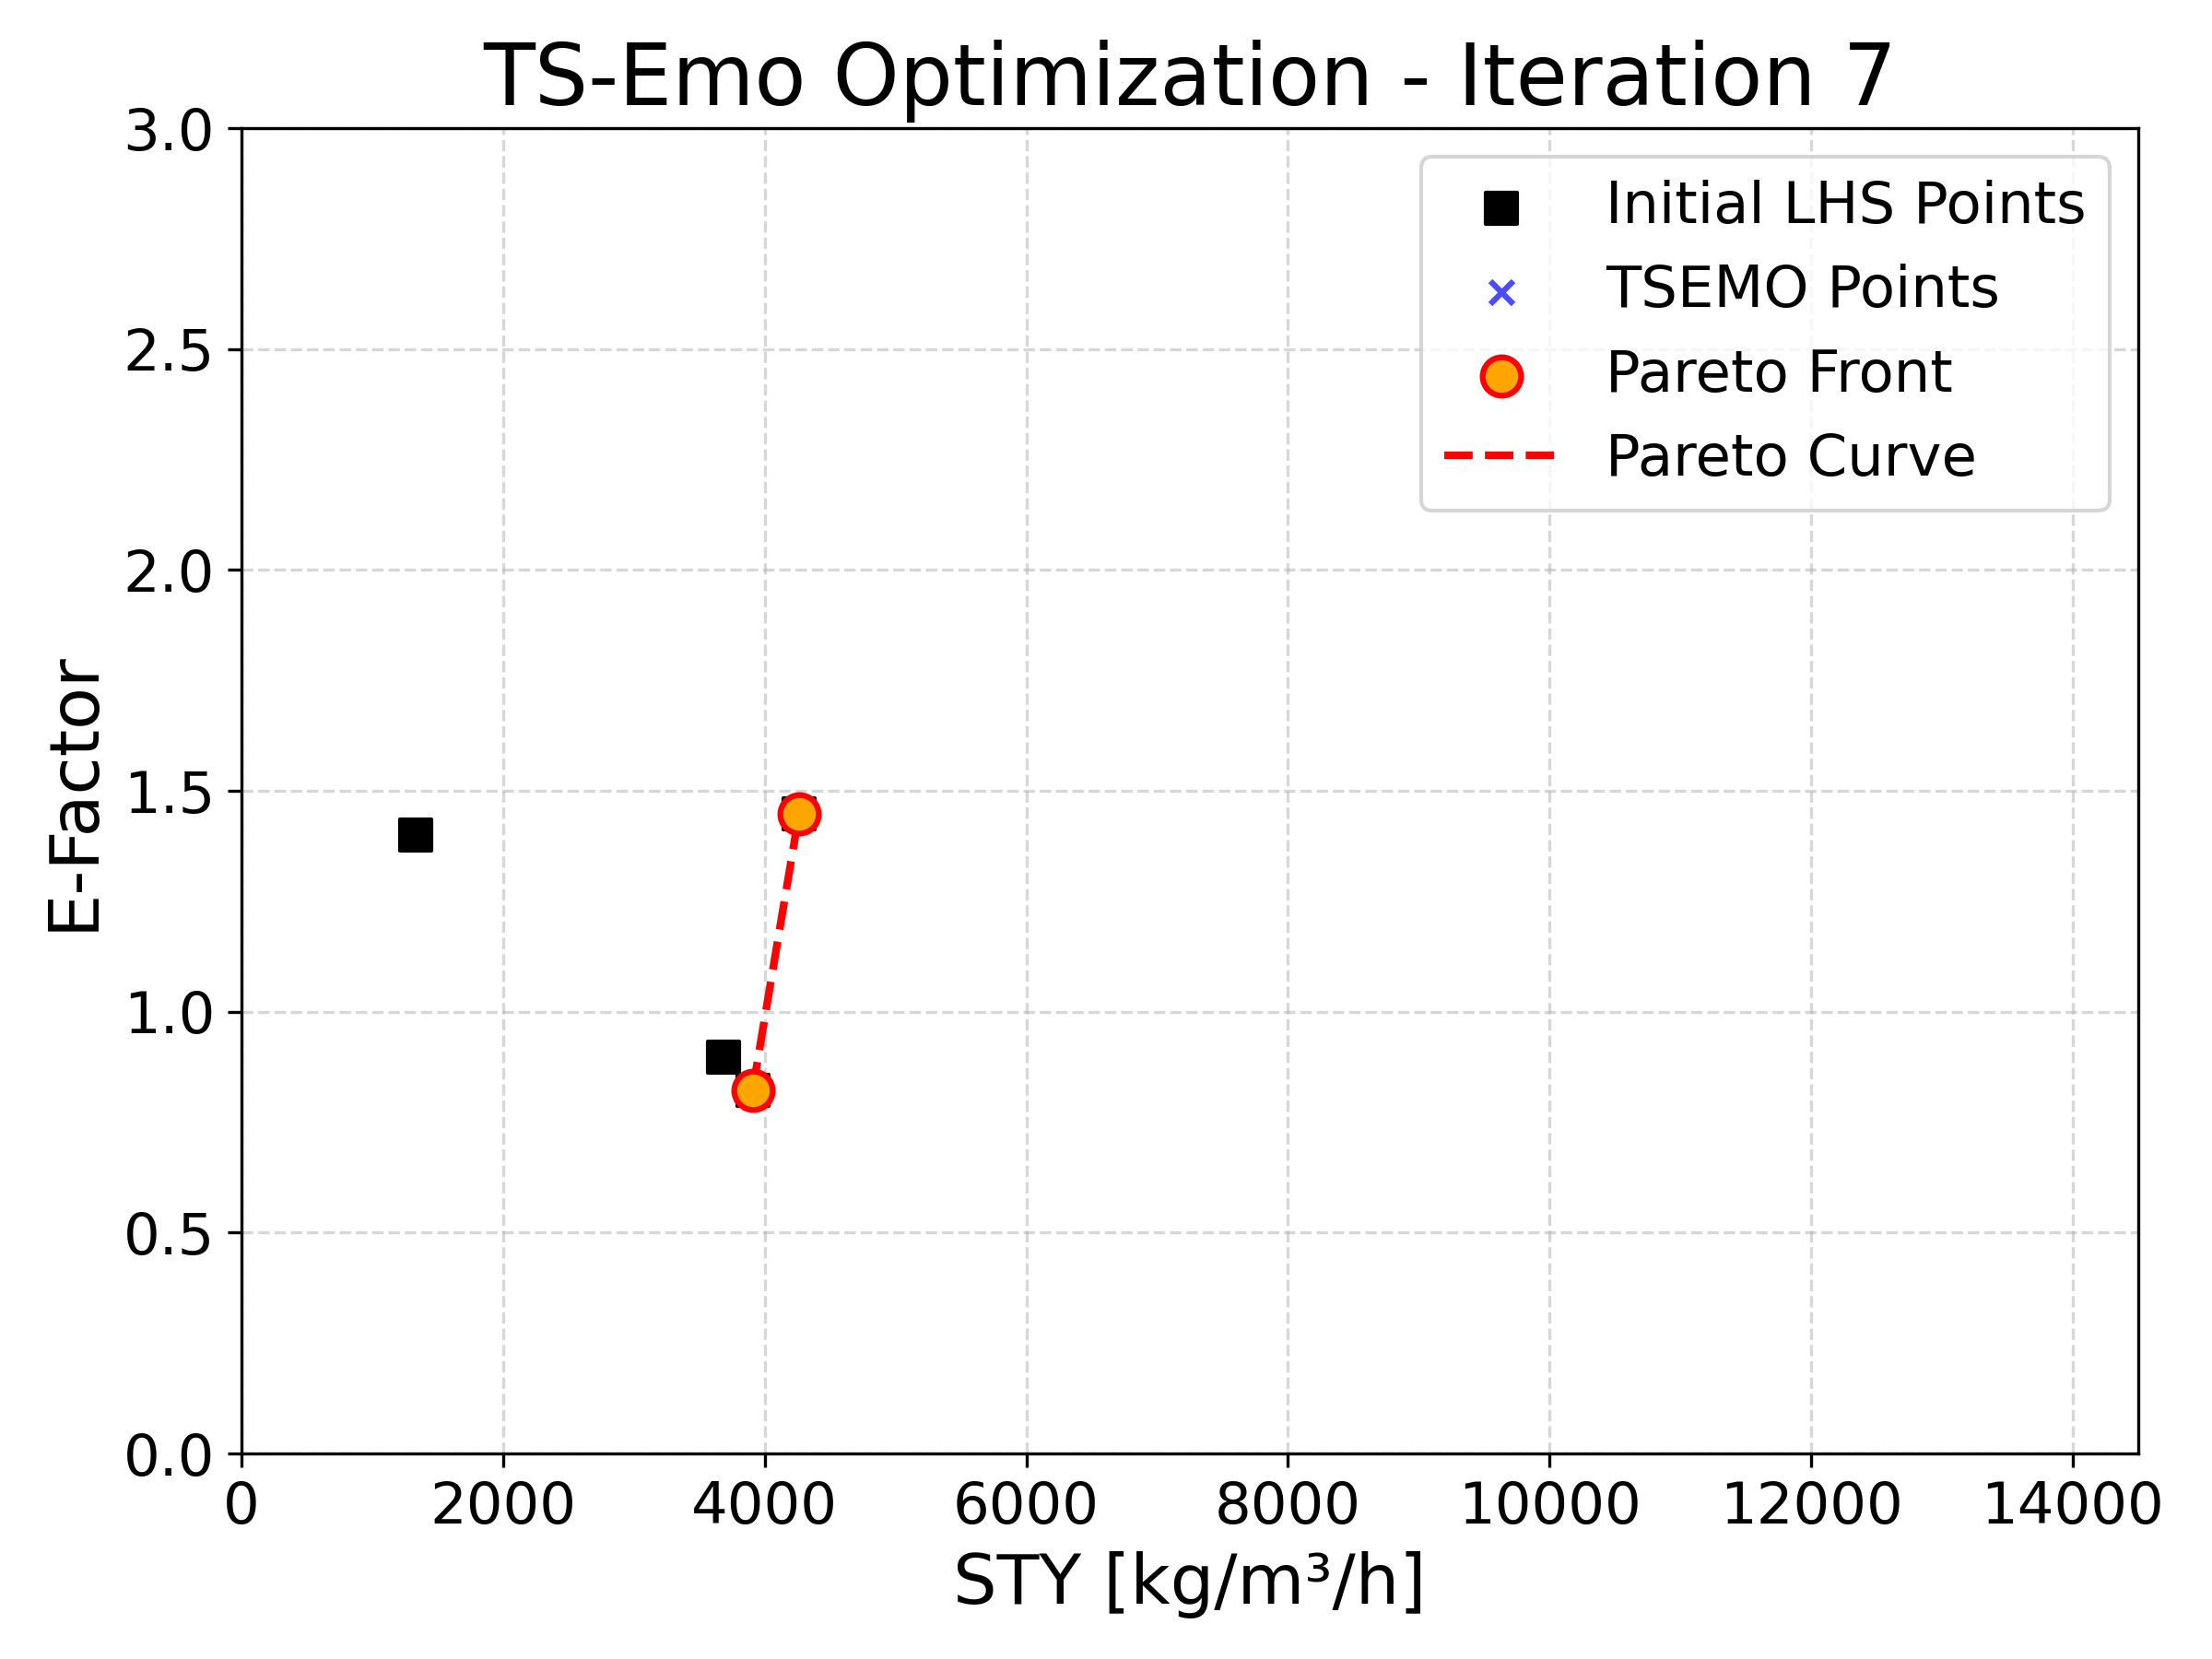 TS-Emo Optimization - Iteration 7
3.0
2.5
2.0
1.5
1.0
0.5
0.0
E-Factor
Initial LHS Points
TSEMO Points
Pareto Front
Pareto Curve
0 2000 4000 6000 8000 10000 12000 14000
STY [kg/m³/h]